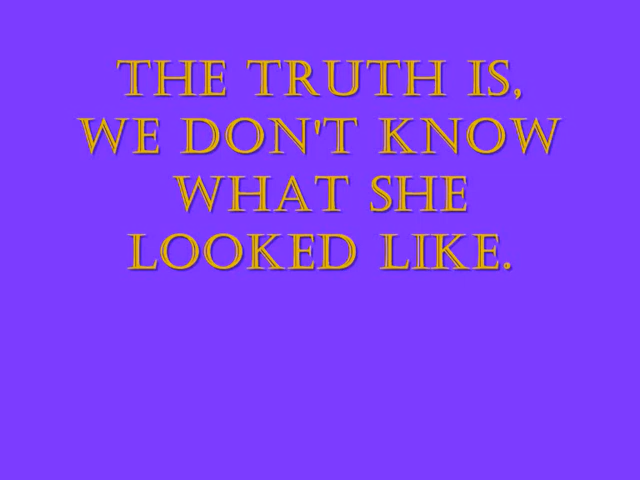 THE TRUTH IS,
WE DON'T KNOW
WHAT SHE
LOOKED LIKE.